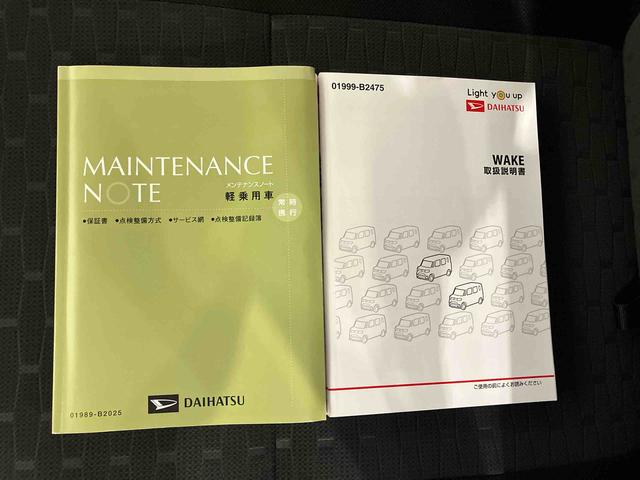 MAINTENANCE
NOTE
メンテナンスノート
軽乗用車
常時
携行
●保証書 ●点検整備方式 ●サービス網 ●点検整備記録簿
DAIHATSU
01989-B2025
01999-B2475
Light you up
DAIHATSU
WAKE
取扱説明書
ご使用の前によくお読みください